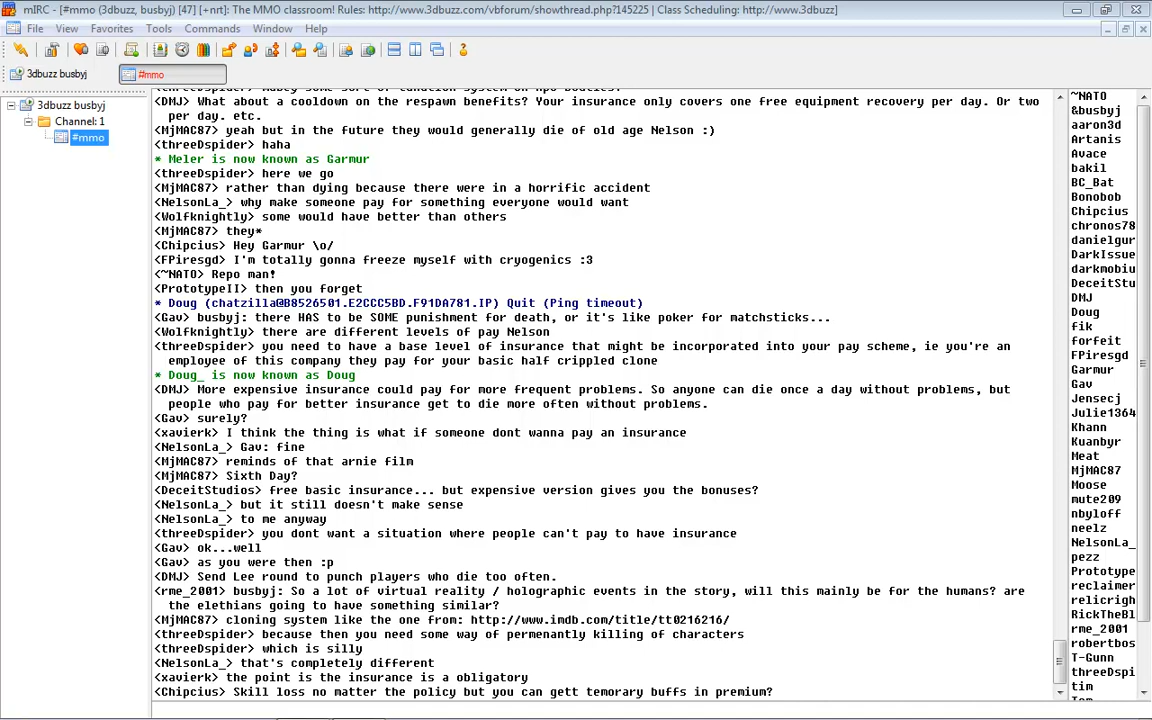 mIRC - [#mmo (3dbuzz, busbyj) [47] [+nrt]: The MMO classroom! Rules: http://www.3dbuzz.com/vbforum/showthread.php?145225 | Class Scheduling: http://www.3dbuzz]
File View Favorites Tools Commands Window Help
3dbuzz busbyj #mmo
3dbuzz busbyj
Channel: 1
#mmo
<DMJ> What about a cooldown on the respawn benefits? Your insurance only covers one free equipment recovery per day. Or two
per day. etc.
<MjMAC87> yeah but in the future they would generally die of old age Nelson :)
<threeDspider> haha
* Meler is now known as Garmur
<threeDspider> here we go
<MjMAC87> rather than dying because there were in a horrific accident
<NelsonLa_> why make someone pay for something everyone would want
<Wolfknightly> some would have better than others
<MjMAC87> they*
<Chipcius> Hey Garmur \o/
<FPiresgd> I'm totally gonna freeze myself with cryogenics :3
<~NATO> Repo man!
<PrototypeII> then you forget
* Doug (chatzilla@B8526501.E2CCC5BD.F91DA781.IP) Quit (Ping timeout)
<Gav> busbyj: there HAS to be SOME punishment for death, or it's like poker for matchsticks...
<Wolfknightly> there are different levels of pay Nelson
<threeDspider> you need to have a base level of insurance that might be incorporated into your pay scheme, ie you're an
employee of this company they pay for your basic half crippled clone
* Doug_ is now known as Doug
<DMJ> More expensive insurance could pay for more frequent problems. So anyone can die once a day without problems, but
people who pay for better insurance get to die more often without problems.
<Gav> surely?
<xavierk> I think the thing is what if someone dont wanna pay an insurance
<NelsonLa_> Gav: fine
<MjMAC87> reminds of that arnie film
<MjMAC87> Sixth Day?
<DeceitStudios> free basic insurance... but expensive version gives you the bonuses?
<NelsonLa_> but it still doesn't make sense
<NelsonLa_> to me anyway
<threeDspider> you dont want a situation where people can't pay to have insurance
<Gav> ok...well
<Gav> as you were then :p
<DMJ> Send Lee round to punch players who die too often.
<rme_2001> busbyj: So a lot of virtual reality / holographic events in the story, will this mainly be for the humans? are
the elethians going to have something similar?
<MjMAC87> cloning system like the one from: http://www.imdb.com/title/tt0216216/
<threeDspider> because then you need some way of permenantly killing of characters
<threeDspider> which is silly
<NelsonLa_> that's completely different
<xavierk> the point is the insurance is a obligatory
<Chipcius> Skill loss no matter the policy but you can gett temorary buffs in premium?
~NATO
&busbyj
aaron3d
Artanis
Avace
bakil
BC_Bat
Bonobob
Chipcius
chronos78
danielgur
DarkIssue
darkmobiu
DeceitStu
DMJ
Doug
fik
forfeit
FPiresgd
Garmur
Gav
Jensecj
Julie1364
Khann
Kuanbyr
Meat
MjMAC87
Moose
mute209
nbyloff
neelz
NelsonLa_
pezz
Prototype
reclaimer
relicrigh
RickTheBl
rme_2001
robertbos
T-Gunn
threeDspi
tim